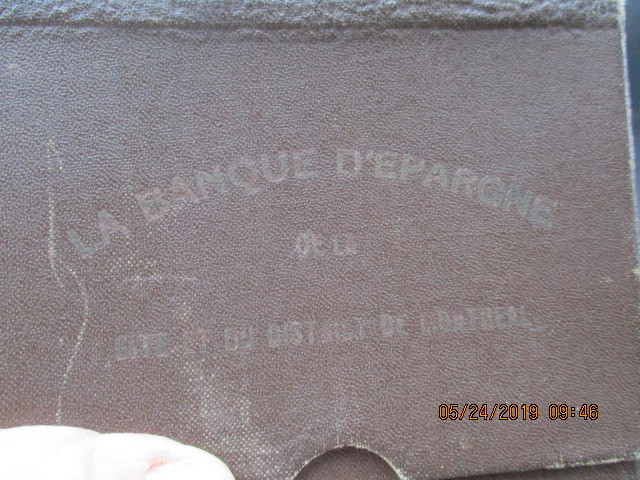 LA BANQUE D'EPARGNE
DE LA
CITE ET DU DISTRICT DE MONTREAL
05/24/2019 09:46